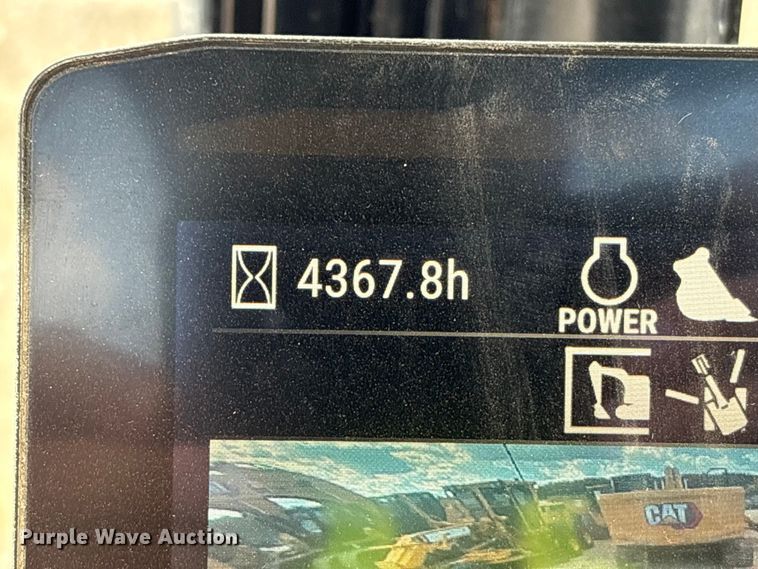 4367.8h
POWER
CAT
Purple Wave Auction